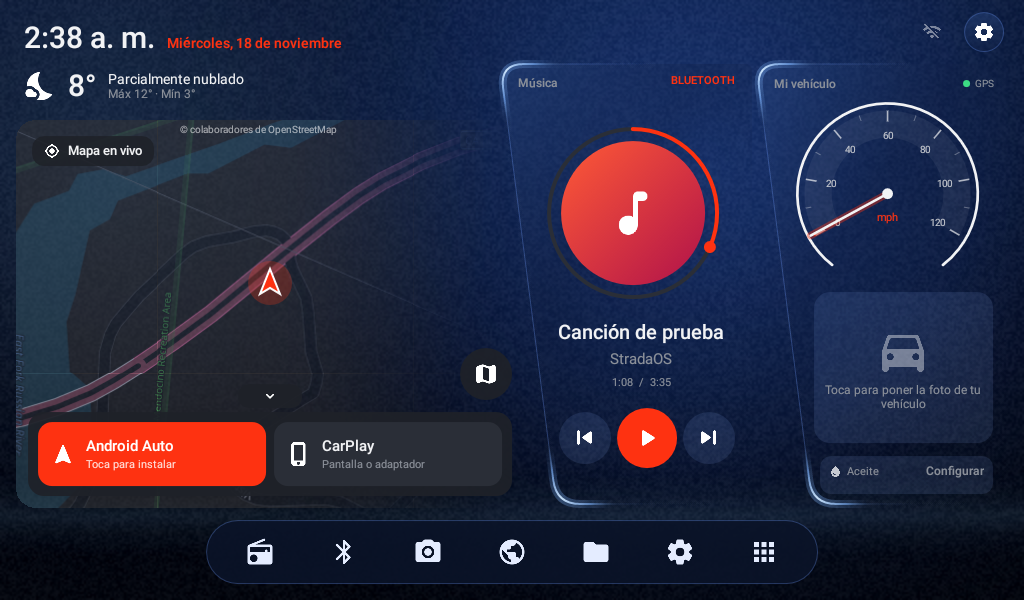 2:38 a. m. Miércoles, 18 de noviembre
8° Parcialmente nublado
Máx 12° · Mín 3°
© colaboradores de OpenStreetMap
Mapa en vivo
Recreation Area
Android Auto
Toca para instalar
CarPlay
Pantalla o adaptador
Música
BLUETOOTH
Canción de prueba
StradaOS
1:08 / 3:35
Mi vehículo
GPS
0
20
40
60
80
100
120
mph
Toca para poner la foto de tu
vehículo
Aceite
Configurar